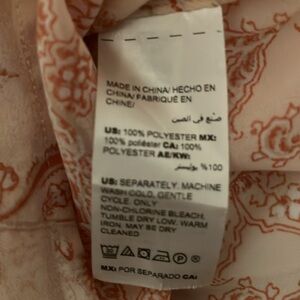 MADE IN CHINA/ HECHO EN
CHINA/ FABRIQUÉ EN
CHINE/
صنع في الصين
US: 100% POLYESTER MX:
100% poliéster CA: 100%
POLYESTER AE/KW:
100% بوليستر
US: SEPARATELY. MACHINE
WASH COLD, GENTLE
CYCLE. ONLY
NON-CHLORINE BLEACH,
TUMBLE DRY LOW. WARM
IRON. MAY BE DRY
CLEANED
MX: POR SEPARADO CA: